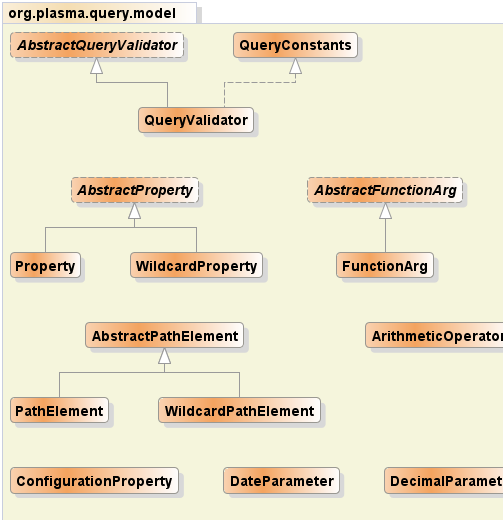 org.plasma.query.model
AbstractQueryValidator QueryConstants
QueryValidator
AbstractProperty AbstractFunctionArg
Property WildcardProperty FunctionArg
AbstractPathElement ArithmeticOperator
PathElement WildcardPathElement
ConfigurationProperty DateParameter DecimalParamet